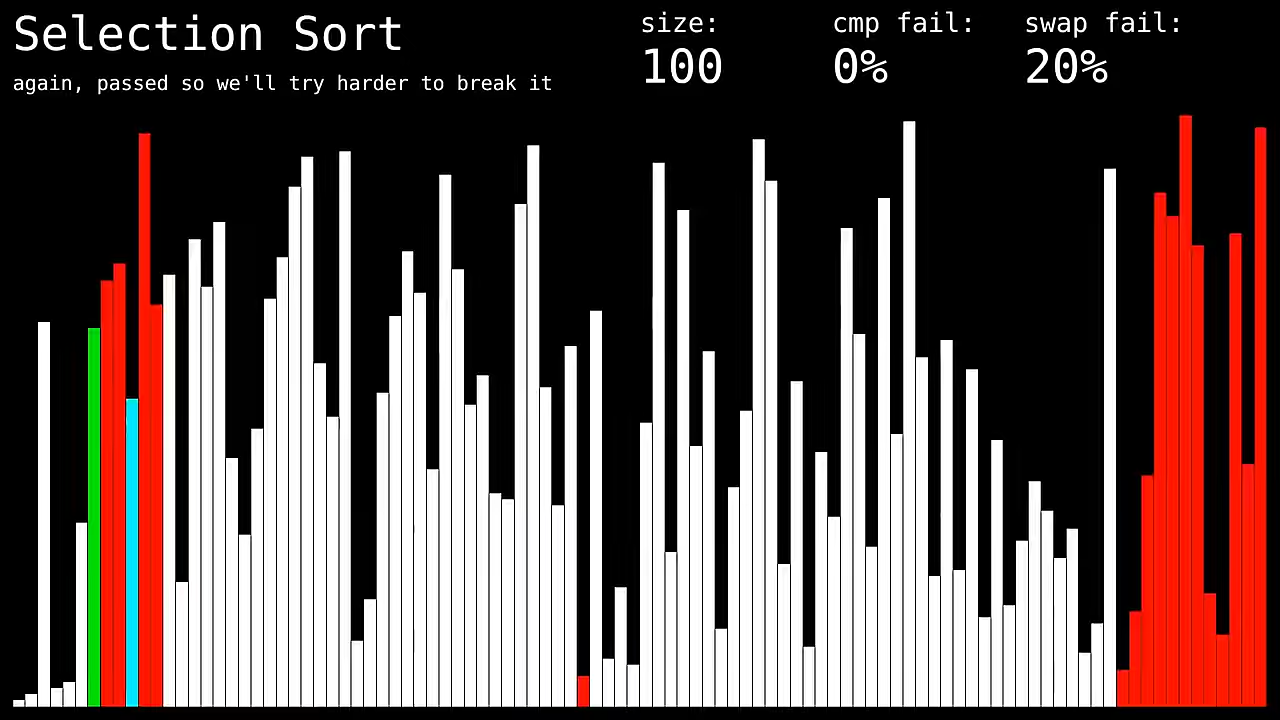 Selection Sort
again, passed so we'll try harder to break it
size:
100
cmp fail:
0%
swap fail:
20%